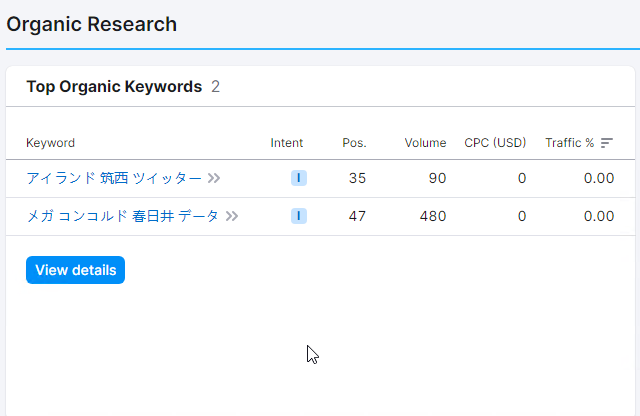 Organic Research
Top Organic Keywords 2
Keyword Intent Pos. Volume CPC (USD) Traffic %
アイランド 筑西 ツイッター I 35 90 0 0.00
メガ コンコルド 春日井 データ I 47 480 0 0.00
View details